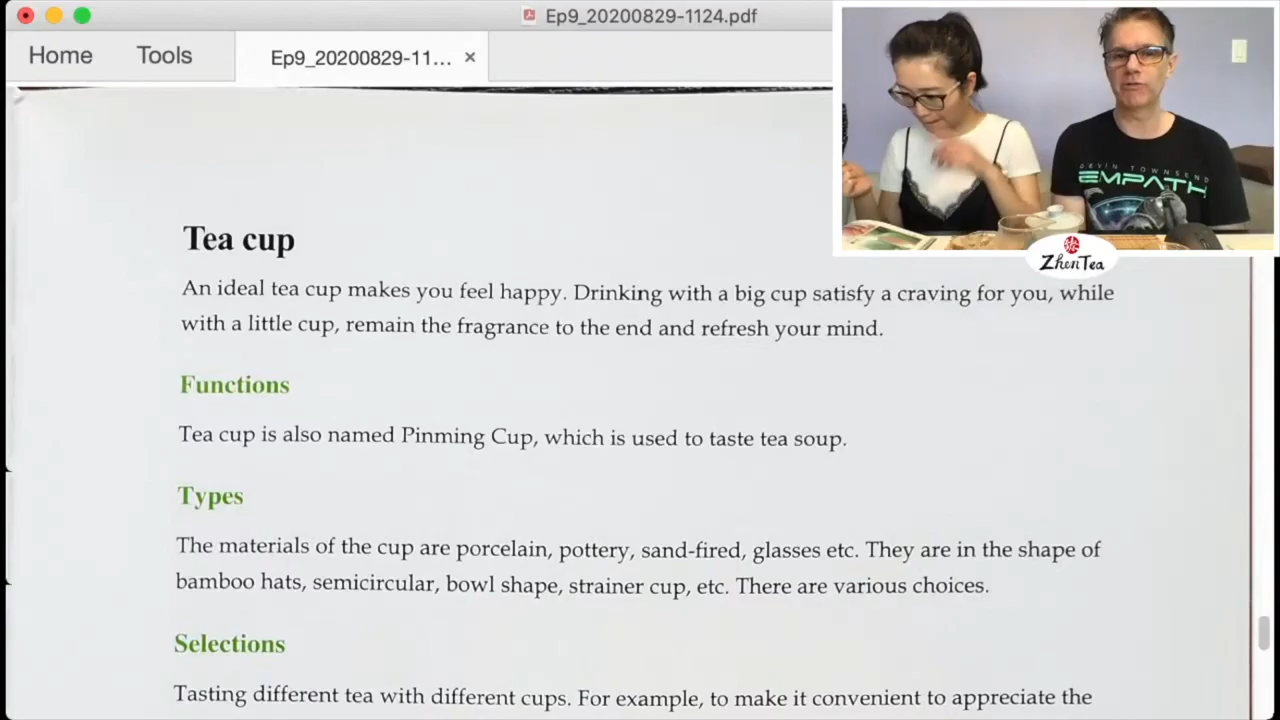 Ep9_20200829-1124.pdf
Home
Tools
Ep9_20200829-11... ×
DEVIN TOWNSEND
EMPATH
ZhenTea
Tea cup
An ideal tea cup makes you feel happy. Drinking with a big cup satisfy a craving for you, while
with a little cup, remain the fragrance to the end and refresh your mind.
Functions
Tea cup is also named Pinming Cup, which is used to taste tea soup.
Types
The materials of the cup are porcelain, pottery, sand-fired, glasses etc. They are in the shape of
bamboo hats, semicircular, bowl shape, strainer cup, etc. There are various choices.
Selections
Tasting different tea with different cups. For example, to make it convenient to appreciate the